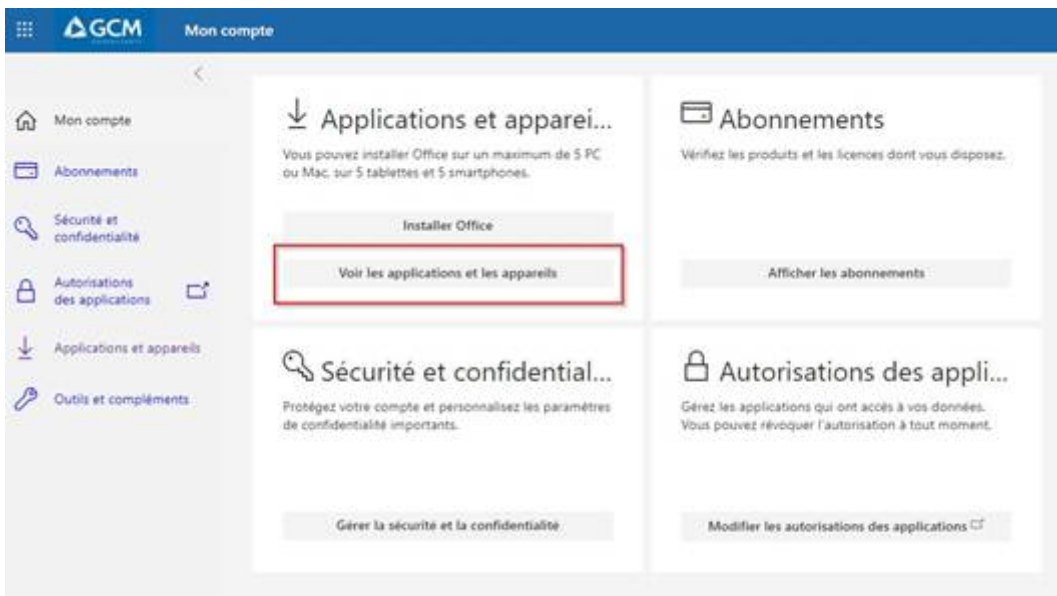 GCM
Mon compte
Mon compte
Abonnements
Sécurité et
confidentialité
Autorisations
des applications
Applications et appareils
Outils et compléments
Applications et apparei...
Vous pouvez installer Office sur un maximum de 5 PC
ou Mac, sur 5 tablettes et 5 smartphones.
Installer Office
Voir les applications et les appareils
Abonnements
Vérifiez les produits et les licences dont vous disposez.
Afficher les abonnements
Sécurité et confidential...
Protégez votre compte et personnalisez les paramètres
de confidentialité importants.
Gérer la sécurité et la confidentialité
Autorisations des appli...
Gérez les applications qui ont accès à vos données.
Vous pouvez révoquer l'autorisation à tout moment.
Modifier les autorisations des applications